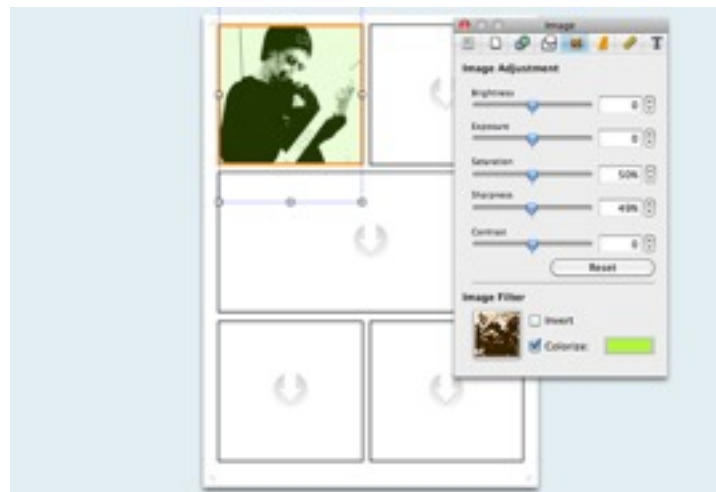 Image
T
Image Adjustment
Brightness
0
Exposure
0
Saturation
50%
Sharpness
49%
Contrast
0
Reset
Image Filter
Invert
Colorize: